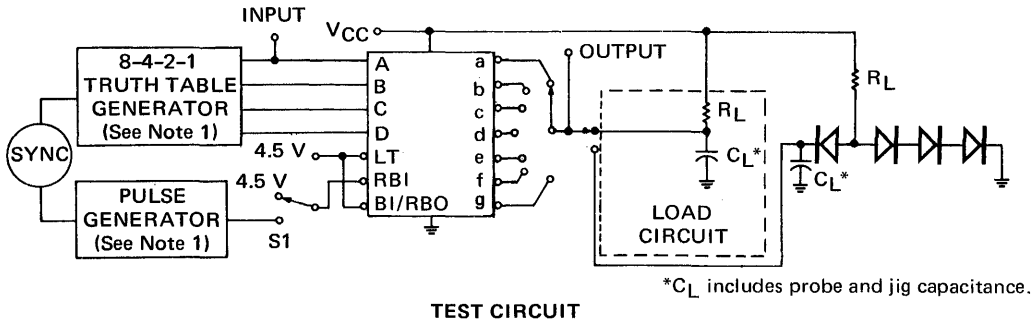 INPUT
VCC
8-4-2-1
TRUTH TABLE
GENERATOR
(See Note 1)
SYNC
PULSE
GENERATOR
(See Note 1)
4.5 V
4.5 V
S1
A
B
C
D
LT
RBI
BI/RBO
a
b
c
d
e
f
g
OUTPUT
RL
CL*
LOAD
CIRCUIT
RL
CL*
*CL includes probe and jig capacitance.
TEST CIRCUIT